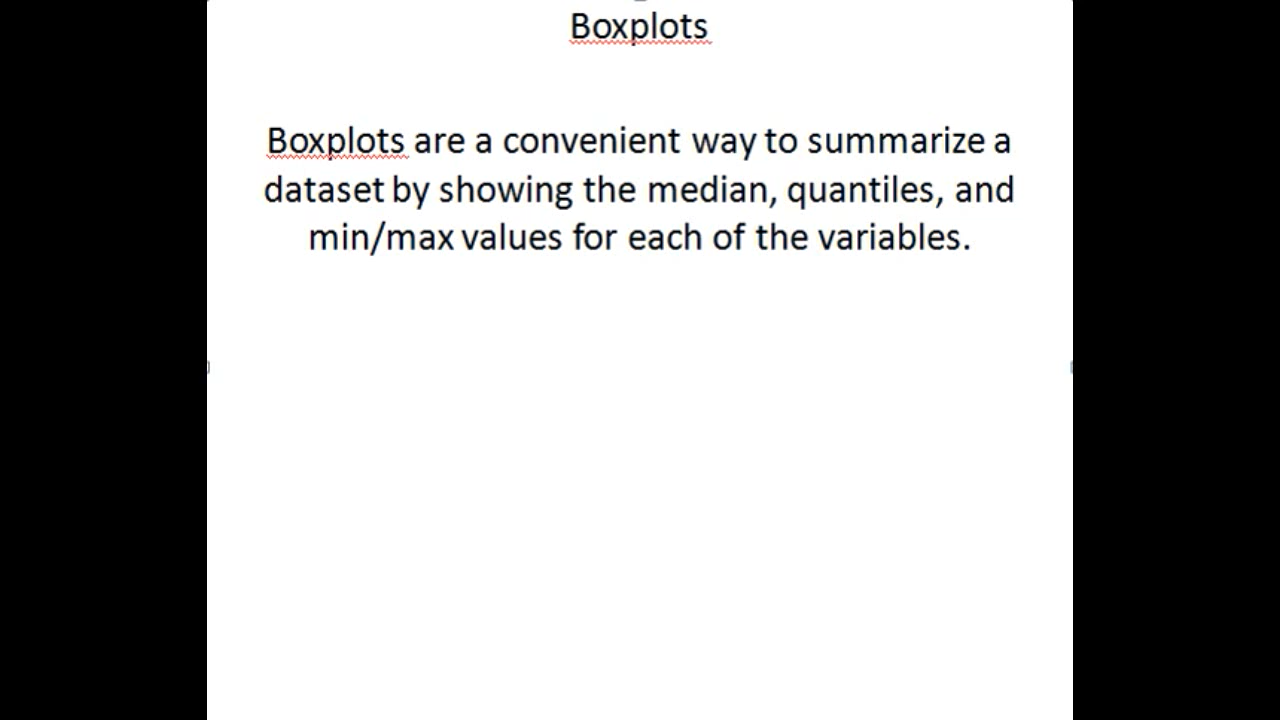 Boxplots
Boxplots are a convenient way to summarize a
dataset by showing the median, quantiles, and
min/max values for each of the variables.